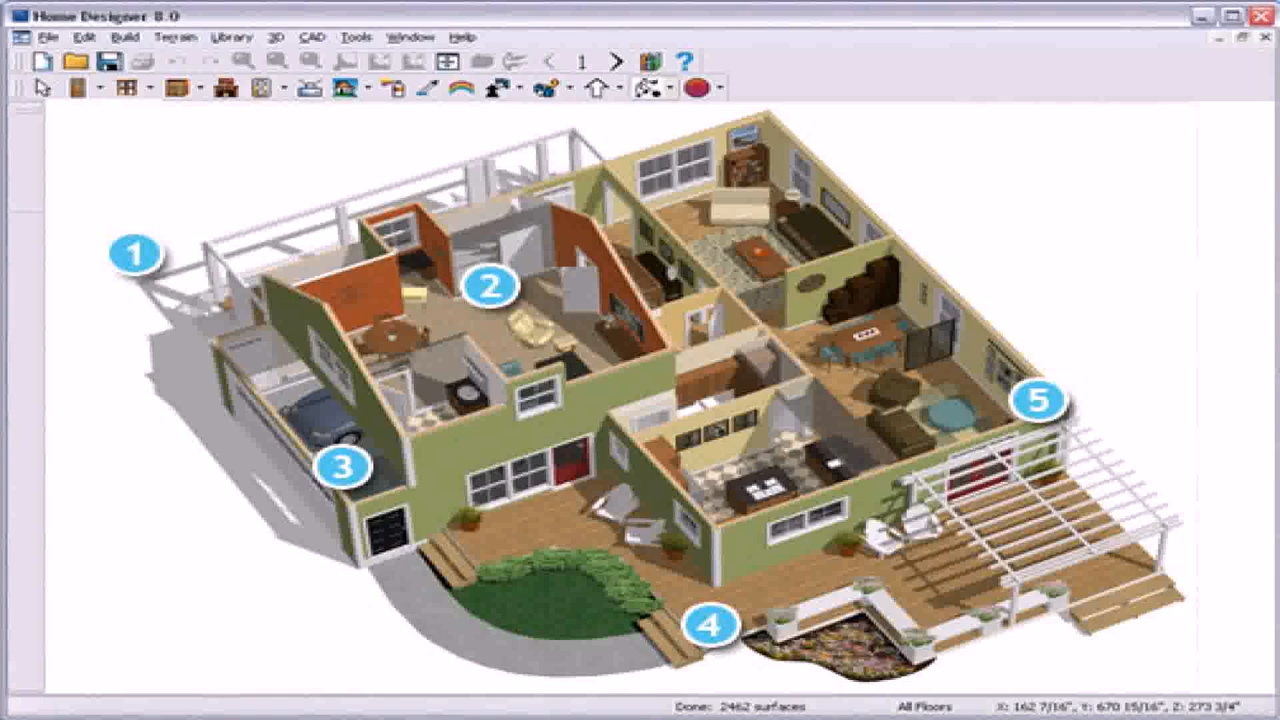 Home Designer 8.0
File Edit Build Terrain Library 3D CAD Tools Window Help
1
1
2
3
4
5
Done: 2462 surfaces All Floors X: 162 7/16", Y: 670 15/16", Z: 273 3/4"